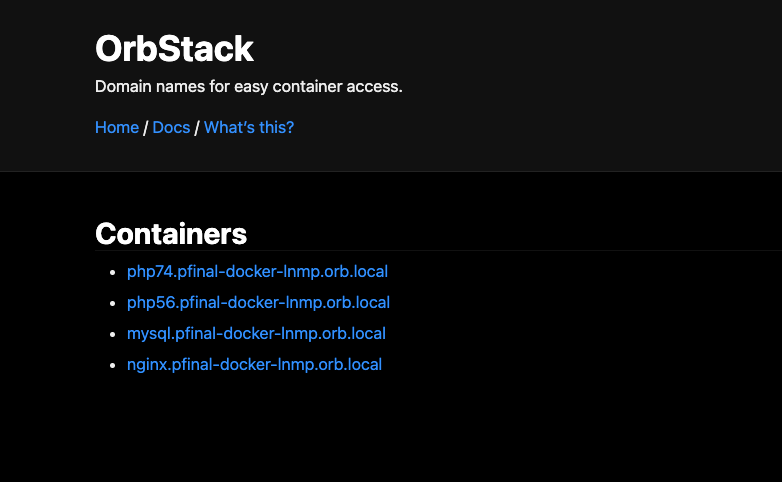 OrbStack
Domain names for easy container access.
Home / Docs / What's this?
Containers
php74.pfinal-docker-lnmp.orb.local
php56.pfinal-docker-lnmp.orb.local
mysql.pfinal-docker-lnmp.orb.local
nginx.pfinal-docker-lnmp.orb.local